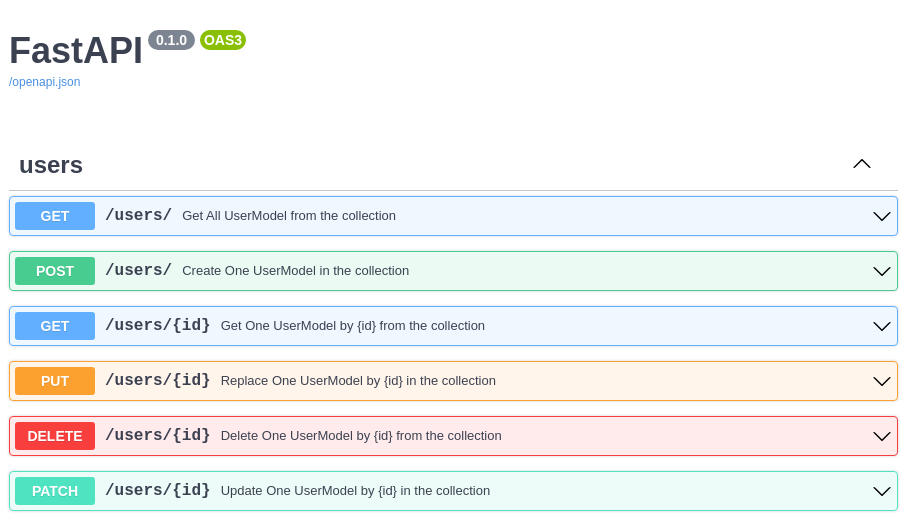 FastAPI 0.1.0 OAS3
/openapi.json
users
GET /users/ Get All UserModel from the collection
POST /users/ Create One UserModel in the collection
GET /users/{id} Get One UserModel by {id} from the collection
PUT /users/{id} Replace One UserModel by {id} in the collection
DELETE /users/{id} Delete One UserModel by {id} from the collection
PATCH /users/{id} Update One UserModel by {id} in the collection